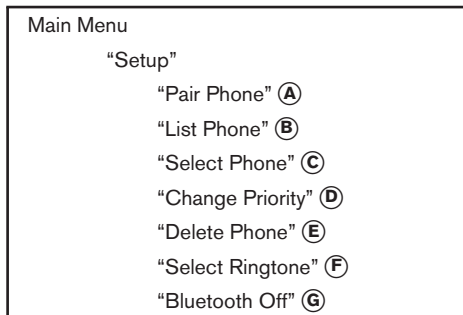 Main Menu
“Setup”
“Pair Phone” Ⓐ
“List Phone” Ⓑ
“Select Phone” Ⓒ
“Change Priority” Ⓓ
“Delete Phone” Ⓔ
“Select Ringtone” Ⓕ
“Bluetooth Off” Ⓖ